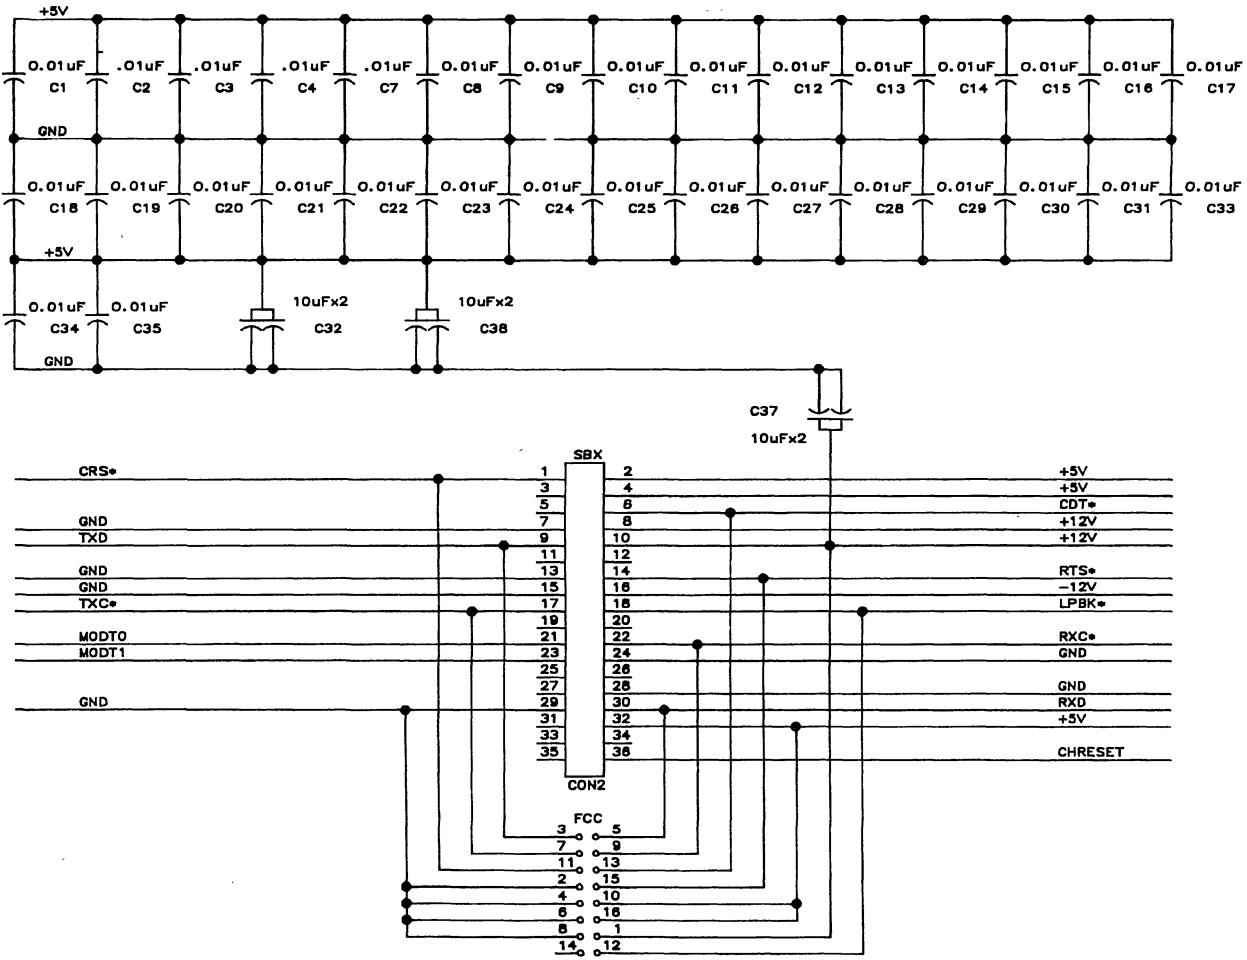 +5V
0.01uF .01uF .01uF .01uF .01uF 0.01uF 0.01uF 0.01uF 0.01uF 0.01uF 0.01uF 0.01uF 0.01uF 0.01uF 0.01uF
C1 C2 C3 C4 C7 C8 C9 C10 C11 C12 C13 C14 C15 C16 C17
GND
0.01uF 0.01uF 0.01uF 0.01uF 0.01uF 0.01uF 0.01uF 0.01uF 0.01uF 0.01uF 0.01uF 0.01uF 0.01uF 0.01uF 0.01uF
C18 C19 C20 C21 C22 C23 C24 C25 C26 C27 C28 C29 C30 C31 C33
+5V
0.01uF 0.01uF 10uFx2 10uFx2
C34 C35 C32 C38
GND
C37
10uFx2
SBX
CRS* 1 2 +5V
3 4 +5V
5 6 CDT*
GND 7 8 +12V
TXD 9 10 +12V
11 12
GND 13 14 RTS*
GND 15 16 -12V
TXC* 17 18 LPBK*
19 20
MODT0 21 22 RXC*
MODT1 23 24 GND
25 26
27 28 GND
GND 29 30 RXD
31 32 +5V
33 34
35 36 CHRESET
CON2
FCC
3 5
7 9
11 13
2 15
4 10
6 16
8 1
14 12